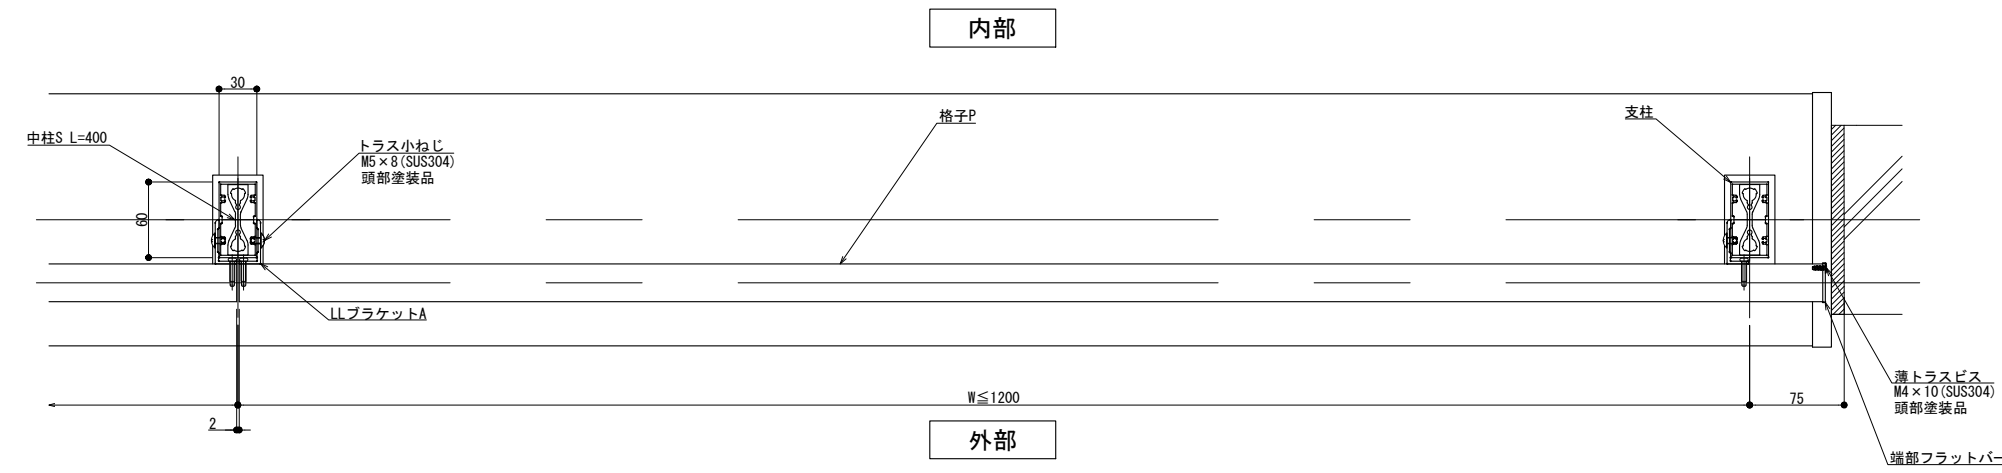 内部
30
中柱S L=400
トラス小ねじ
M5×8(SUS304)
頭部塗装品
格子P
支柱
60
LLブラケットA
W≦1200
75
2
薄トラスビス
M4×10(SUS304)
頭部塗装品
外部
端部フラットバー